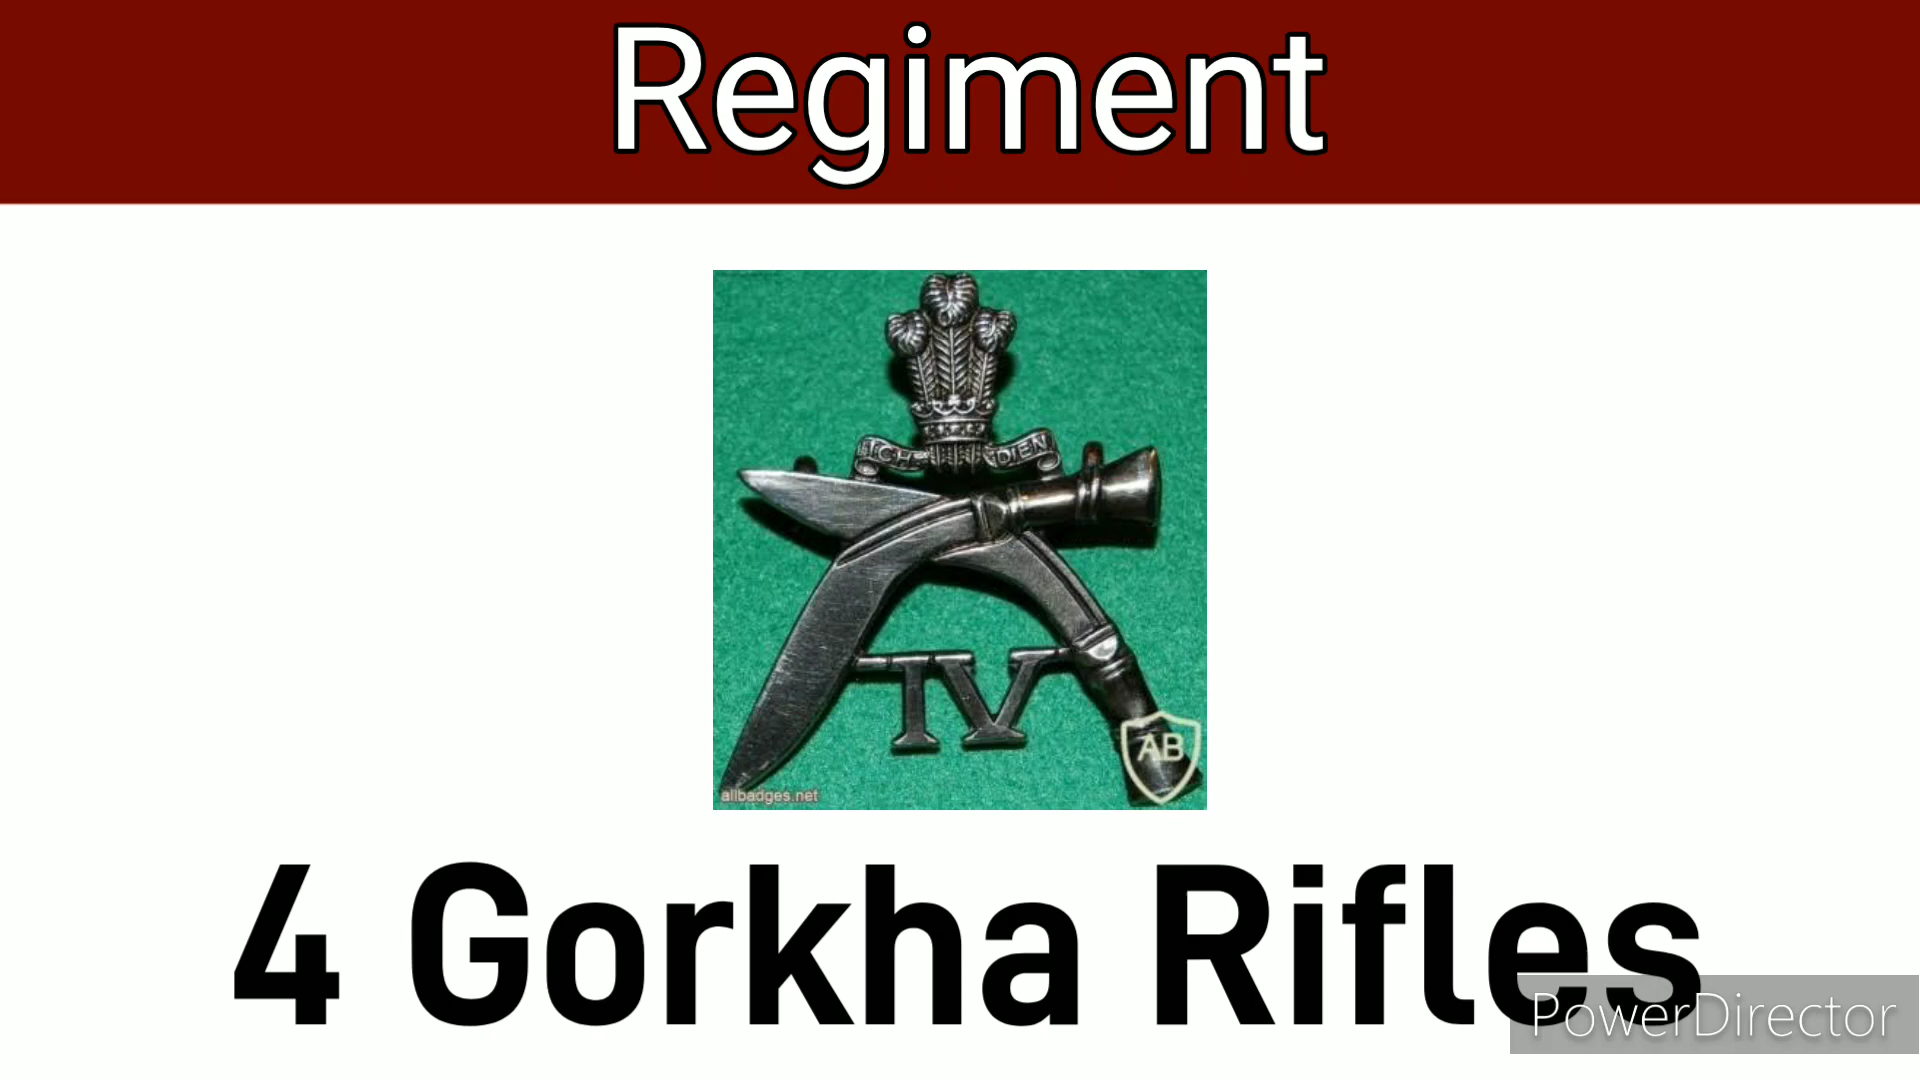 Regiment
ICH DIEN
IV
AB
allbadges.net
4 Gorkha Rifles
PowerDirector